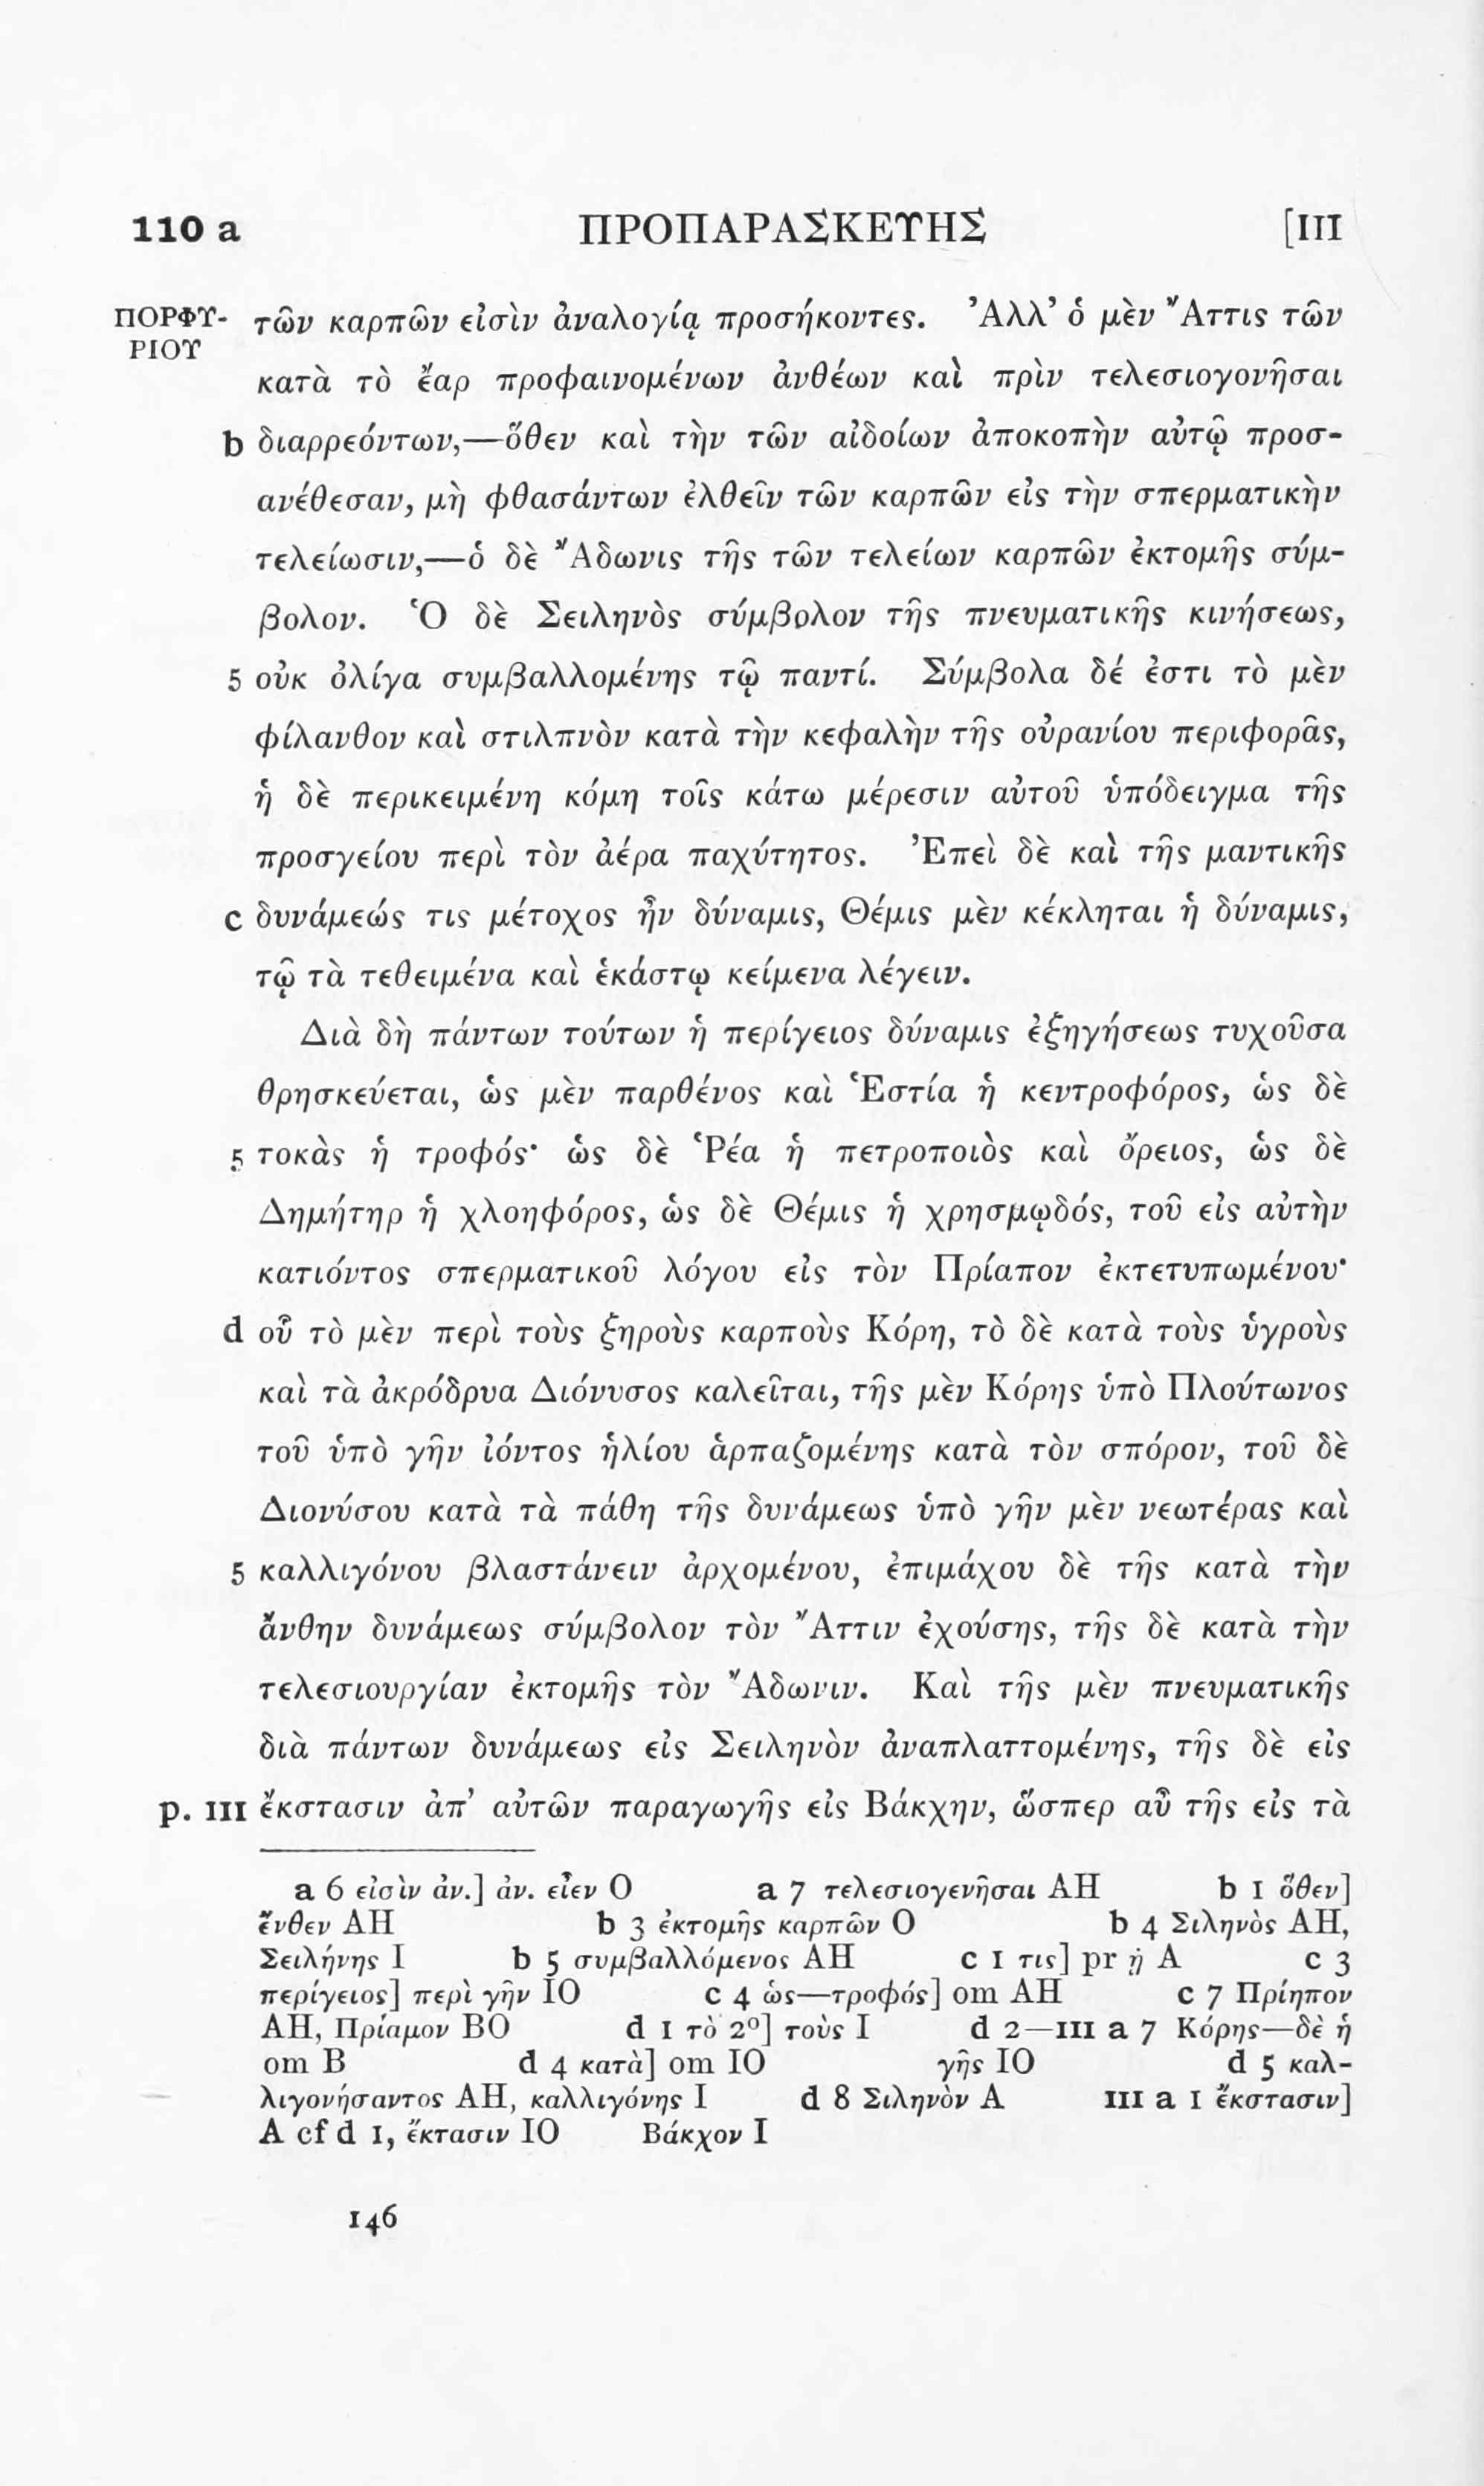 110 a ΠΡΟΠΑΡΑΣΚΕΥΗΣ [III
ΠΟΡΦΥ- τῶν καρπῶν εἰσὶν ἀναλογίᾳ προσήκοντες. Ἀλλ’ ὁ μὲν Ἄττις τῶν
ΡΙΟΥ
κατὰ τὸ ἔαρ προφαινομένων ἀνθέων καὶ πρὶν τελεσιογονῆσαι
b διαρρεόντων,—ὅθεν καὶ τὴν τῶν αἰδοίων ἀποκοπὴν αὐτῷ προσ-
ανέθεσαν, μὴ φθασάντων ἐλθεῖν τῶν καρπῶν εἰς τὴν σπερματικὴν
τελείωσιν,—ὁ δὲ Ἄδωνις τῆς τῶν τελείων καρπῶν ἐκτομῆς σύμ-
βολον. Ὁ δὲ Σειληνὸς σύμβολον τῆς πνευματικῆς κινήσεως,
5 οὐκ ὀλίγα συμβαλλομένης τῷ παντί. Σύμβολα δέ ἐστι τὸ μὲν
φίλανθον καὶ στιλπνὸν κατὰ τὴν κεφαλὴν τῆς οὐρανίου περιφορᾶς,
ἡ δὲ περικειμένη κόμη τοῖς κάτω μέρεσιν αὐτοῦ ὑπόδειγμα τῆς
προσγείου περὶ τὸν ἀέρα παχύτητος. Ἐπεὶ δὲ καὶ τῆς μαντικῆς
c δυνάμεώς τις μέτοχος ἦν δύναμις, Θέμις μὲν κέκληται ἡ δύναμις,
τῷ τὰ τεθειμένα καὶ ἑκάστῳ κείμενα λέγειν.
Διὰ δὴ πάντων τούτων ἡ περίγειος δύναμις ἐξηγήσεως τυχοῦσα
θρησκεύεται, ὡς μὲν παρθένος καὶ Ἑστία ἡ κεντροφόρος, ὡς δὲ
5 τοκὰς ἡ τροφός· ὡς δὲ Ῥέα ἡ πετροποιὸς καὶ ὄρειος, ὡς δὲ
Δημήτηρ ἡ χλοηφόρος, ὡς δὲ Θέμις ἡ χρησμῳδός, τοῦ εἰς αὐτὴν
κατιόντος σπερματικοῦ λόγου εἰς τὸν Πρίαπον ἐκτετυπωμένου·
d οὗ τὸ μὲν περὶ τοὺς ξηροὺς καρποὺς Κόρη, τὸ δὲ κατὰ τοὺς ὑγροὺς
καὶ τὰ ἀκρόδρυα Διόνυσος καλεῖται, τῆς μὲν Κόρης ὑπὸ Πλούτωνος
τοῦ ὑπὸ γῆν ἰόντος ἡλίου ἁρπαζομένης κατὰ τὸν σπόρον, τοῦ δὲ
Διονύσου κατὰ τὰ πάθη τῆς δυνάμεως ὑπὸ γῆν μὲν νεωτέρας καὶ
5 καλλιγόνου βλαστάνειν ἀρχομένου, ἐπιμάχου δὲ τῆς κατὰ τὴν
ἄνθην δυνάμεως σύμβολον τὸν Ἄττιν ἐχούσης, τῆς δὲ κατὰ τὴν
τελεσιουργίαν ἐκτομῆς τὸν Ἄδωνιν. Καὶ τῆς μὲν πνευματικῆς
διὰ πάντων δυνάμεως εἰς Σειληνὸν ἀναπλαττομένης, τῆς δὲ εἰς
p. III ἔκστασιν ἀπ’ αὐτῶν παραγωγῆς εἰς Βάκχην, ὥσπερ αὖ τῆς εἰς τὰ
a 6 εἰσὶν ἀν.] ἀν. εἶεν O a 7 τελεσιογενῆσαι AH b 1 ὅθεν]
ἔνθεν AH b 3 ἐκτομῆς καρπῶν O b 4 Σιληνὸς AH,
Σειλήνης I b 5 συμβαλλόμενος AH c 1 τις] pr ᾗ A c 3
περίγειος] περὶ γῆν IO c 4 ὡς—τροφός] om AH c 7 Πρίηπον
AH, Πρίαμον BO d 1 τὸ 2º] τοὺς I d 2—III a 7 Κόρης—δὲ ἡ
om B d 4 κατὰ] om IO γῆς IO d 5 καλ-
λιγονήσαντος AH, καλλιγόνης I d 8 Σιληνὸν A III a 1 ἔκστασιν]
A cf d 1, ἔκτασιν IO Βάκχον I
146